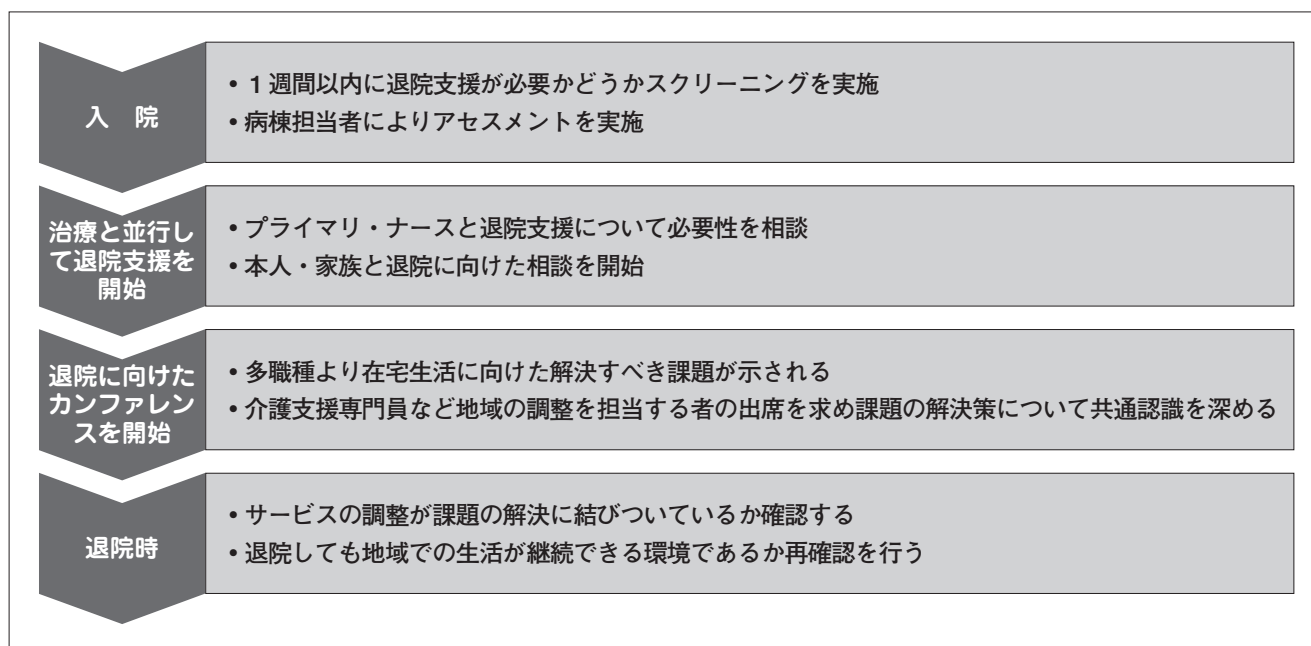 入　院
• 1週間以内に退院支援が必要かどうかスクリーニングを実施
• 病棟担当者によりアセスメントを実施
治療と並行し
て退院支援を
開始
• プライマリ・ナースと退院支援について必要性を相談
• 本人・家族と退院に向けた相談を開始
退院に向けた
カンファレン
スを開始
• 多職種より在宅生活に向けた解決すべき課題が示される
• 介護支援専門員など地域の調整を担当する者の出席を求め課題の解決策について共通認識を深める
退院時
• サービスの調整が課題の解決に結びついているか確認する
• 退院しても地域での生活が継続できる環境であるか再確認を行う